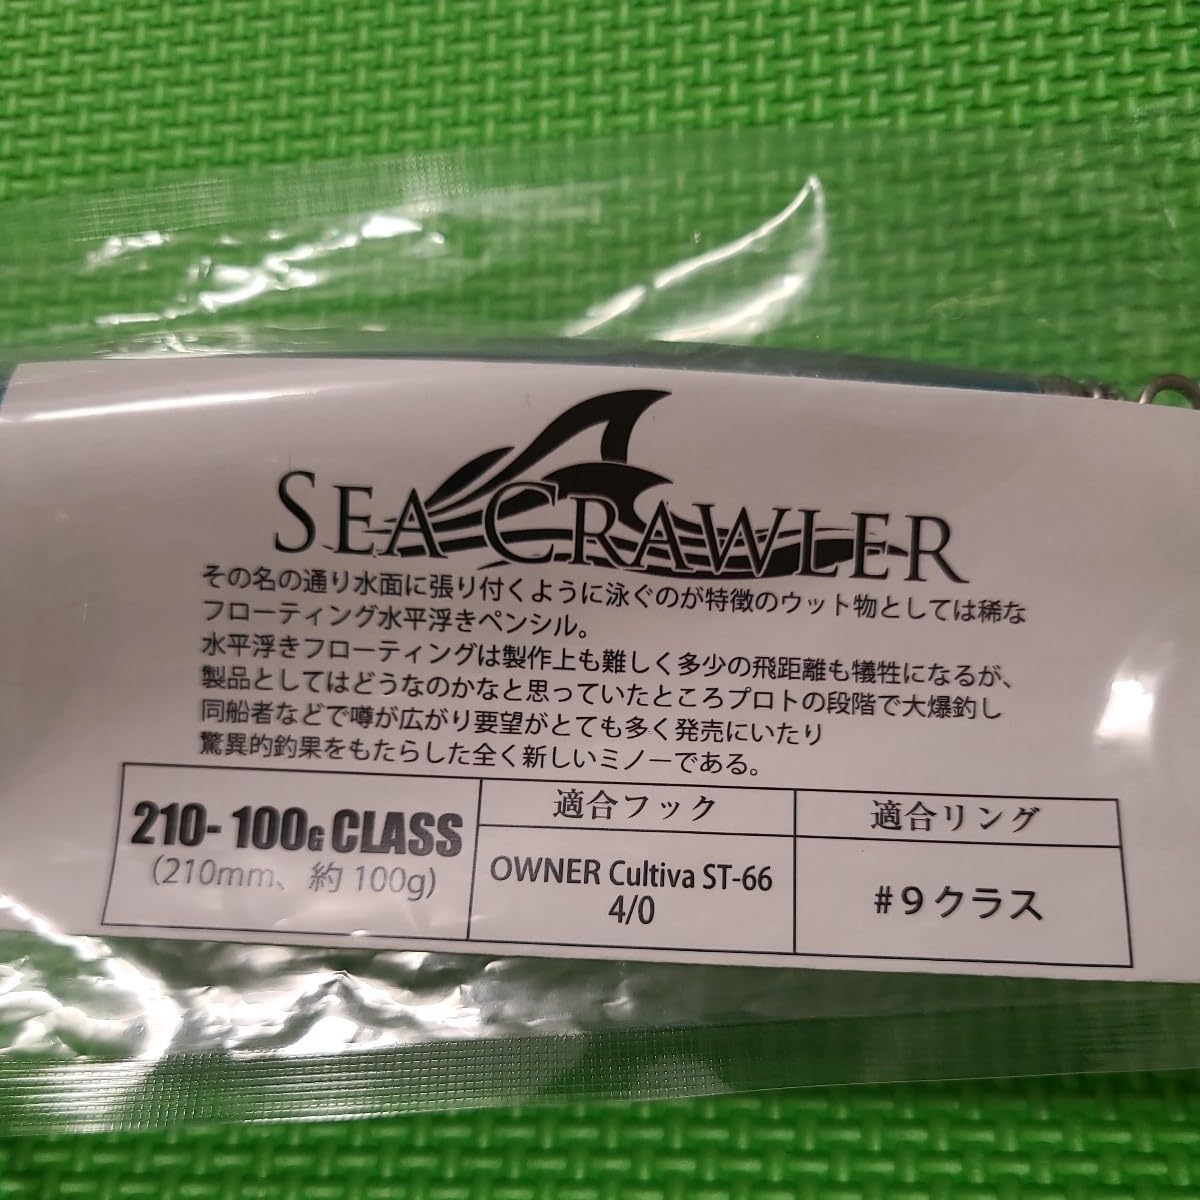 SEA CRAWLER
その名の通り水面に張り付くように泳ぐのが特徴のウット物としては稀な
フローティング水平浮きペンシル。
水平浮きフローティングは製作上も難しく多少の飛距離も犠牲になるが、
製品としてはどうなのかなと思っていたところプロトの段階で大爆釣し
同船者などで噂が広がり要望がとても多く発売にいたり
驚異的釣果をもたらした全く新しいミノーである。
210- 100G CLASS
(210mm、約100g)
適合フック
OWNER Cultiva ST-66
4/0
適合リング
#9クラス